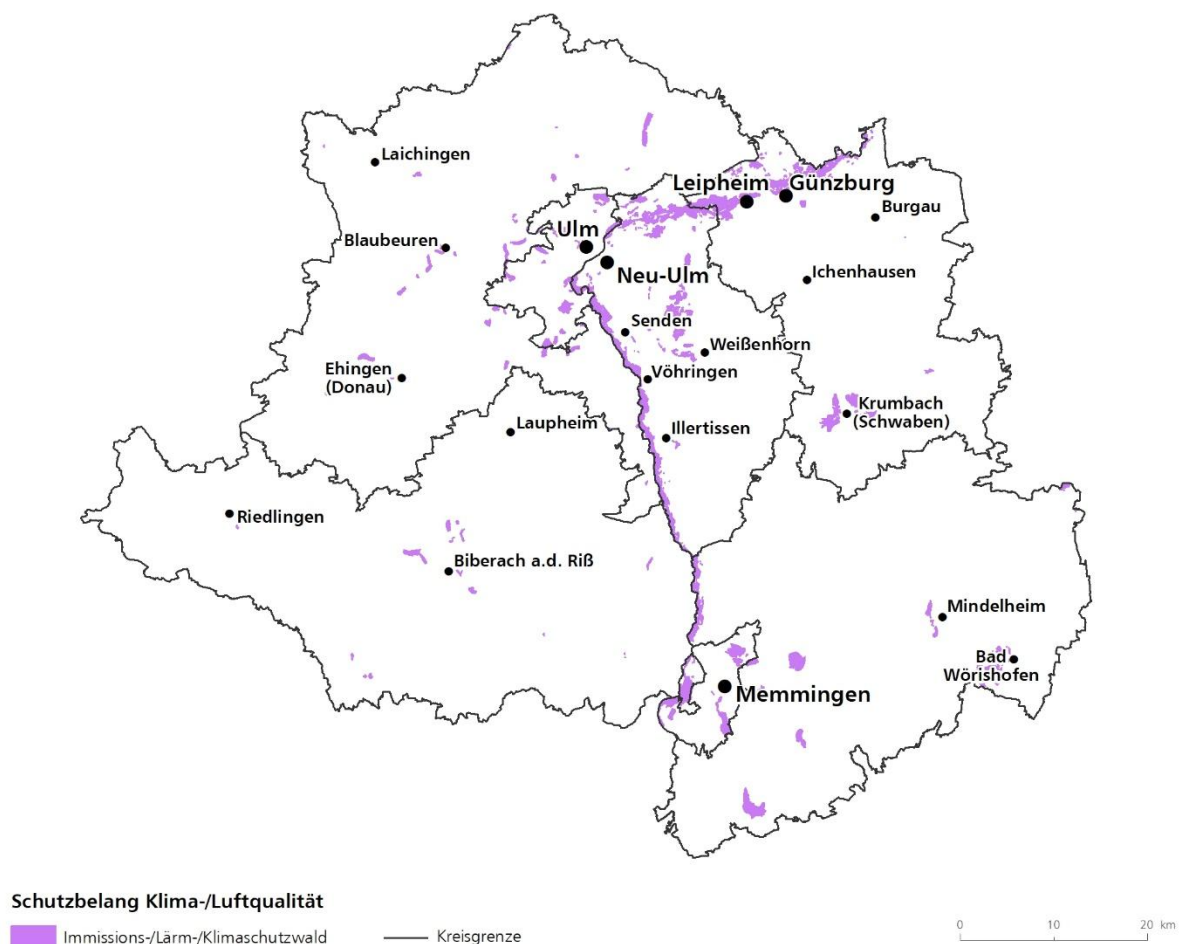 Laichingen
Leipheim
Günzburg
Burgau
Blaubeuren
Ulm
Neu-Ulm
Ichenhausen
Senden
Weißenhorn
Ehingen
(Donau)
Vöhringen
Krumbach
(Schwaben)
Laupheim
Illertissen
Riedlingen
Biberach a.d. Riß
Mindelheim
Bad
Wörishofen
Memmingen
Schutzbelang Klima-/Luftqualität
Immissions-/Lärm-/Klimaschutzwald
Kreisgrenze
0 10 20 km